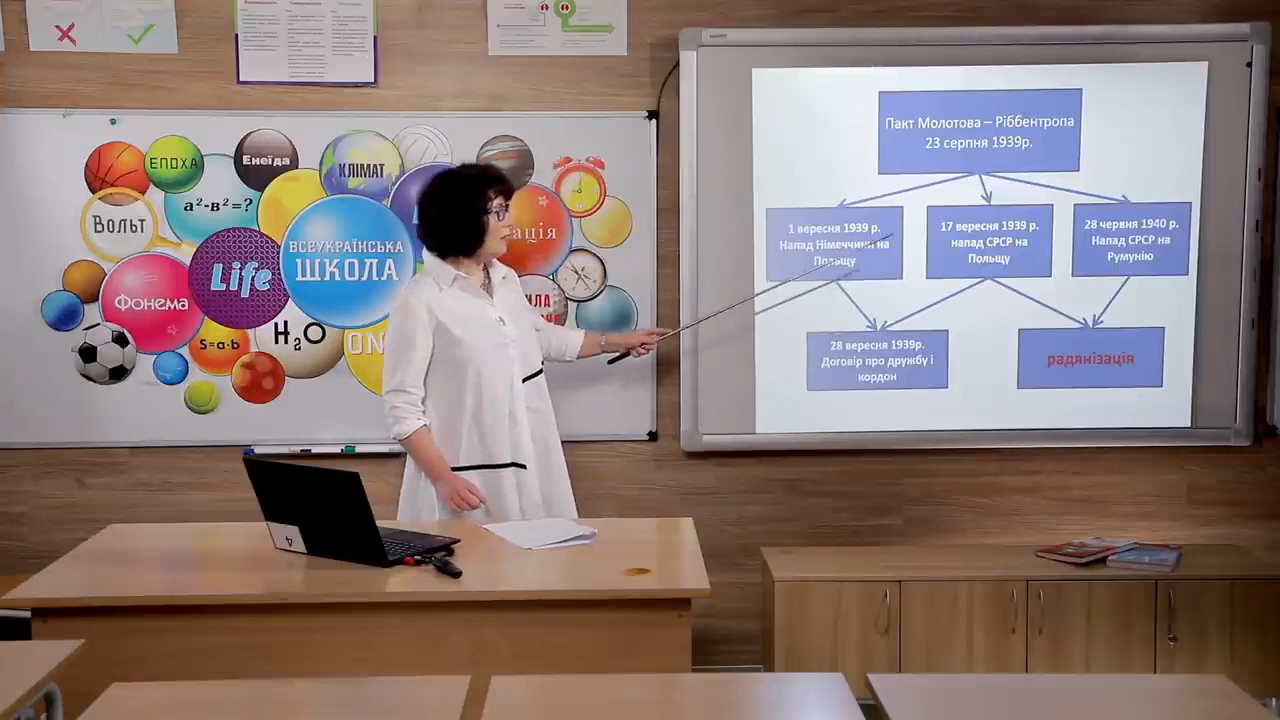 ЕПОХА
Енеїда
КЛІМАТ
Вольт
a²-в²=?
ація
Life
ВСЕУКРАЇНСЬКА
ШКОЛА
Фонема
H₂O
S=a·b
ON
Пакт Молотова – Ріббентропа
23 серпня 1939р.
1 вересня 1939 р.
Напад Німеччини на
Польщу
17 вересня 1939 р.
напад СРСР на
Польщу
28 червня 1940 р.
Напад СРСР на
Румунію
28 вересня 1939р.
Договір про дружбу і
кордон
радянізація